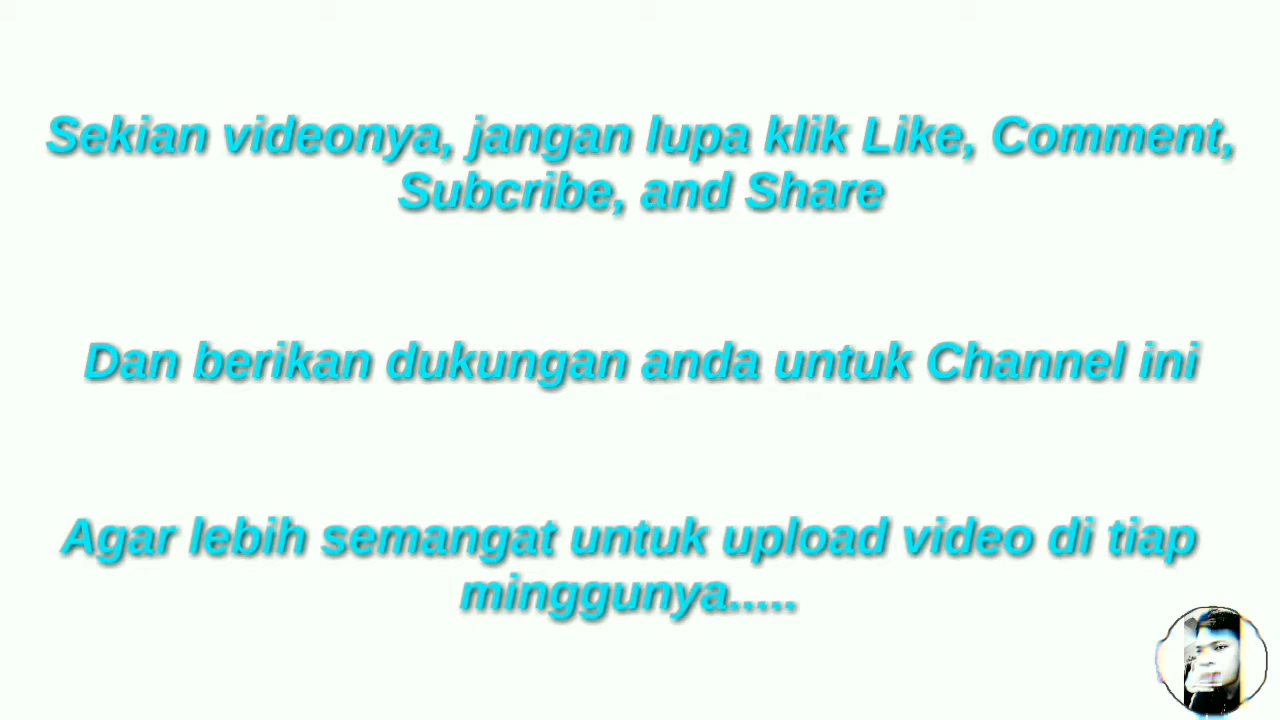 Sekian videonya, jangan lupa klik Like, Comment,
Subcribe, and Share
Dan berikan dukungan anda untuk Channel ini
Agar lebih semangat untuk upload video di tiap
minggunya.....